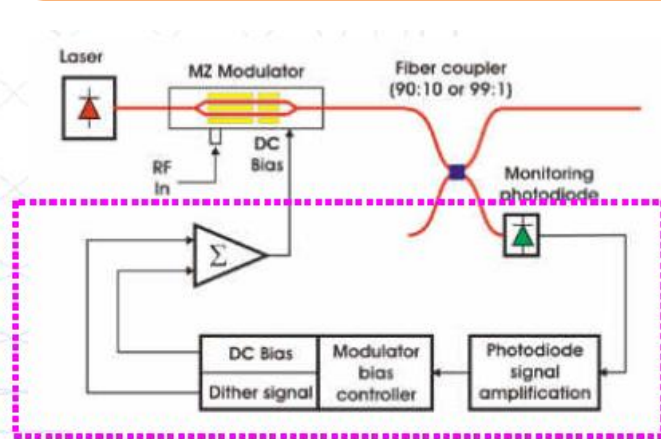 Laser
MZ Modulator
Fiber coupler
(90:10 or 99:1)
RF
In
DC
Bias
Monitoring
photodiode
Σ
DC Bias
Dither signal
Modulator
bias
controller
Photodiode
signal
amplification